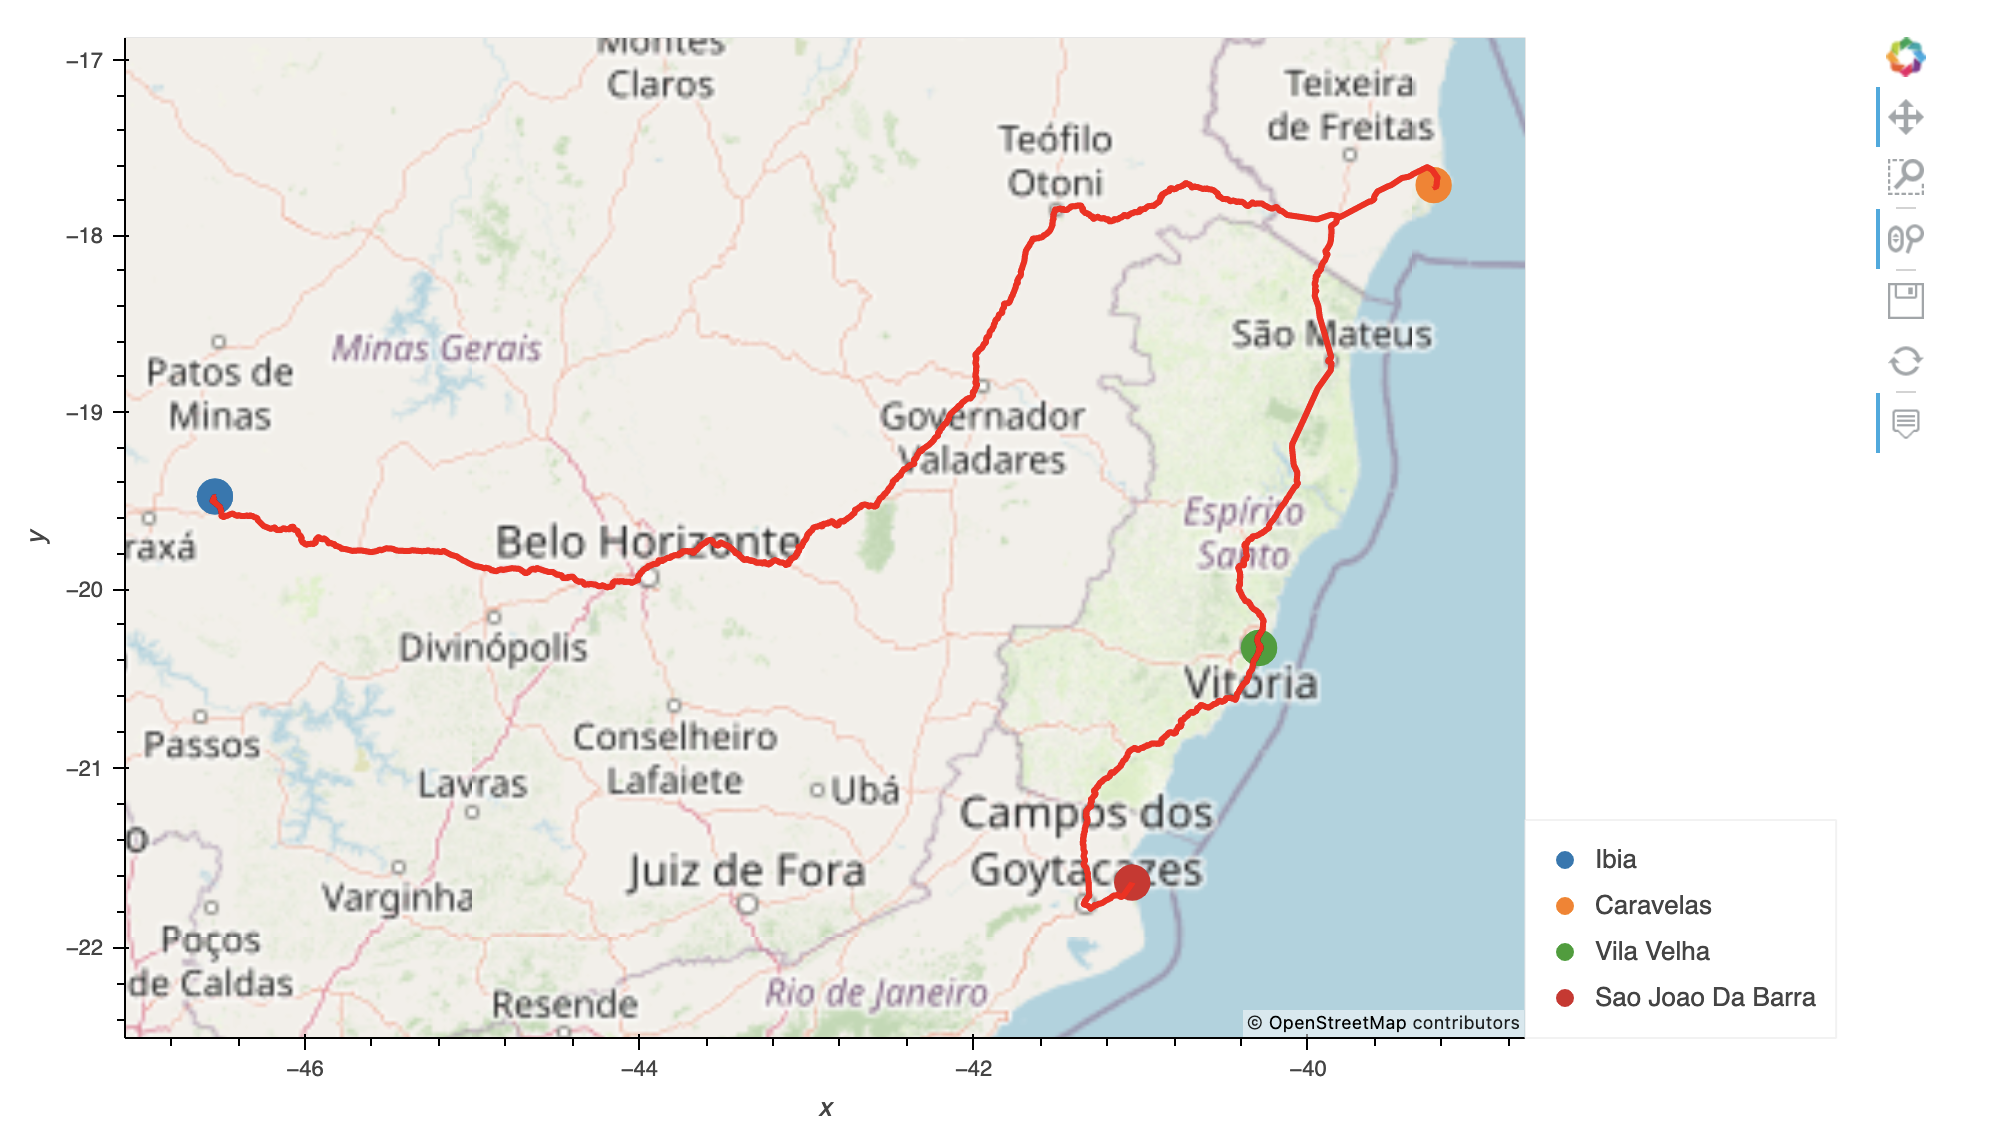 −17
−18
−19
−20
−21
−22
y
−46
−44
−42
−40
x
Montes
Claros
Teixeira
de Freitas
Teófilo
Otoni
Minas Gerais
São Mateus
Patos de
Minas
Governador
Valadares
Espírito
Santo
raxá
Belo Horizonte
Divinópolis
Vitória
Passos
Conselheiro
Lafaiete
Lavras
Ubá
Campos dos
Goytacazes
o
Juiz de Fora
Varginha
Poços
de Caldas
Resende
Rio de Janeiro
© OpenStreetMap contributors
Ibia
Caravelas
Vila Velha
Sao Joao Da Barra